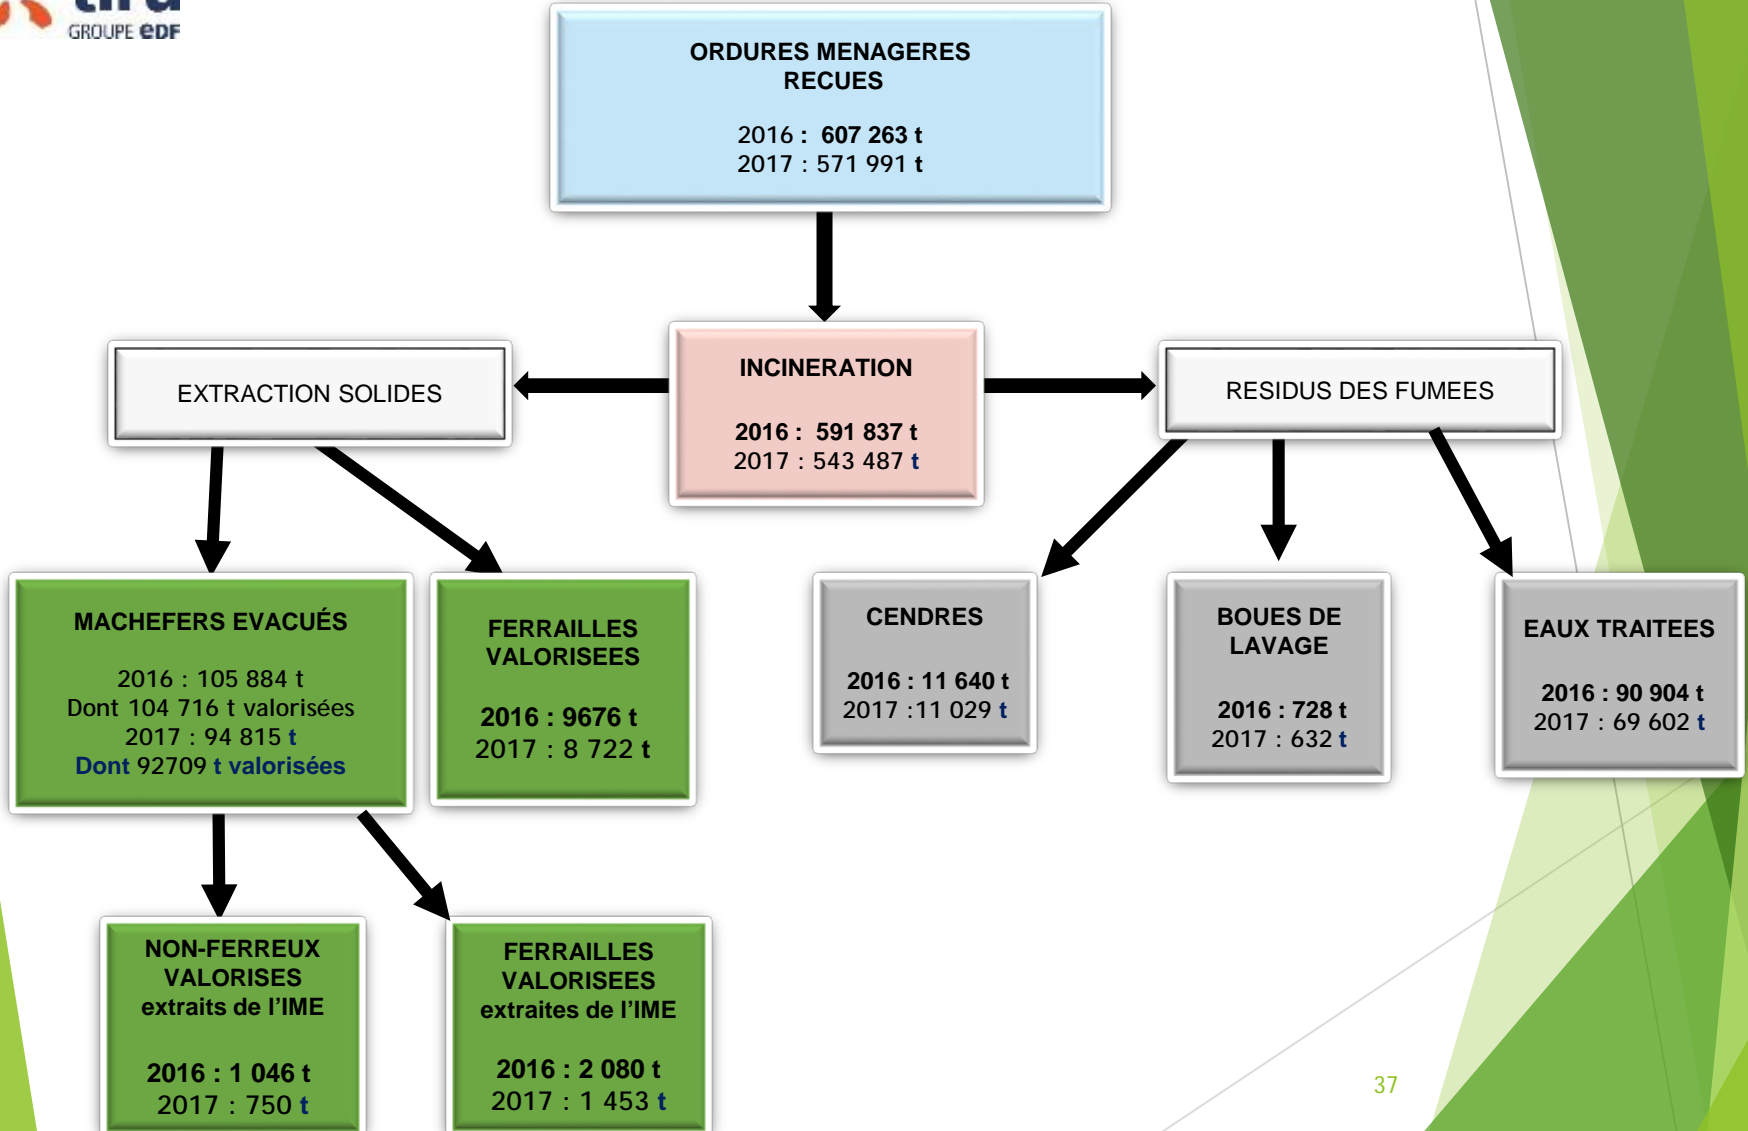 GROUPE eDF
ORDURES MENAGERES
RECUES
2016 : 607 263 t
2017 : 571 991 t
INCINERATION
2016 : 591 837 t
2017 : 543 487 t
EXTRACTION SOLIDES
RESIDUS DES FUMEES
MACHEFERS EVACUÉS
2016 : 105 884 t
Dont 104 716 t valorisées
2017 : 94 815 t
Dont 92709 t valorisées
FERRAILLES
VALORISEES
2016 : 9676 t
2017 : 8 722 t
CENDRES
2016 : 11 640 t
2017 :11 029 t
BOUES DE
LAVAGE
2016 : 728 t
2017 : 632 t
EAUX TRAITEES
2016 : 90 904 t
2017 : 69 602 t
NON-FERREUX
VALORISES
extraits de l'IME
2016 : 1 046 t
2017 : 750 t
FERRAILLES
VALORISEES
extraites de l'IME
2016 : 2 080 t
2017 : 1 453 t
37